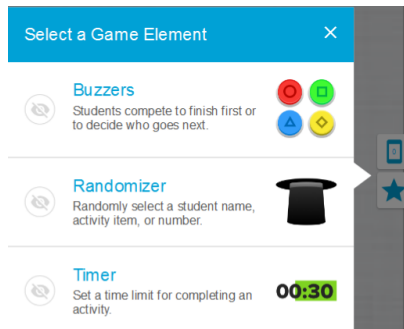 Select a Game Element
Buzzers
Students compete to finish first or
to decide who goes next.
Randomizer
Randomly select a student name,
activity item, or number.
Timer
Set a time limit for completing an
activity.
00:30